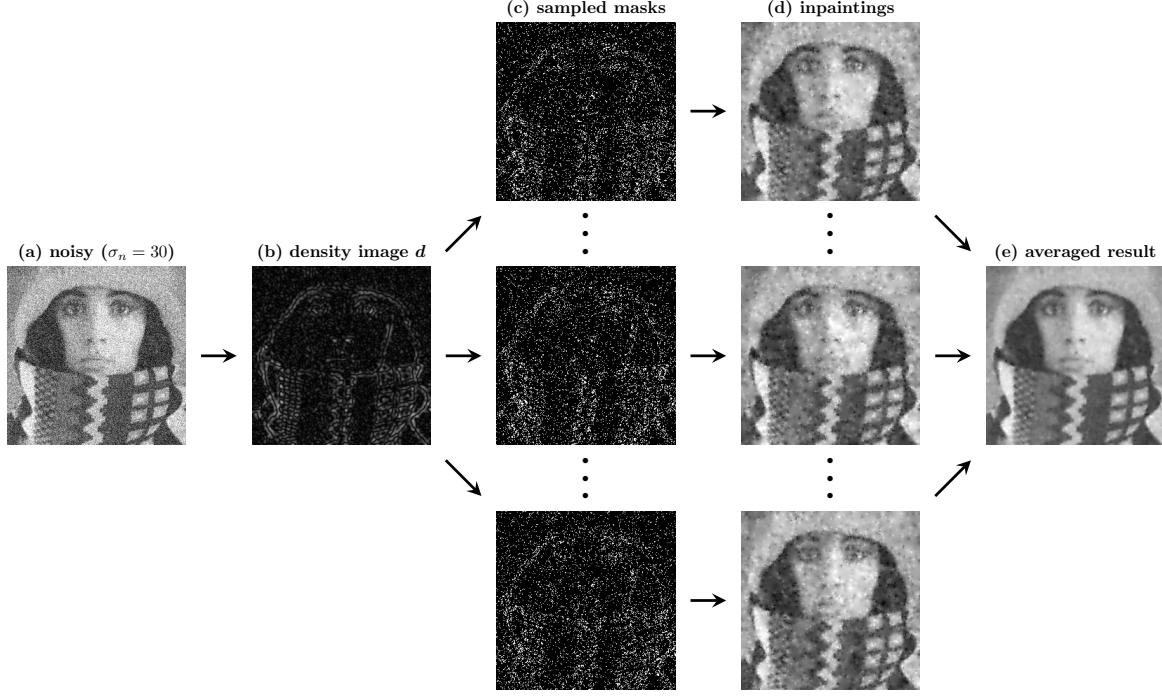 (c) sampled masks
(d) inpaintings
(a) noisy (σₙ = 30)
(b) density image d
(e) averaged result